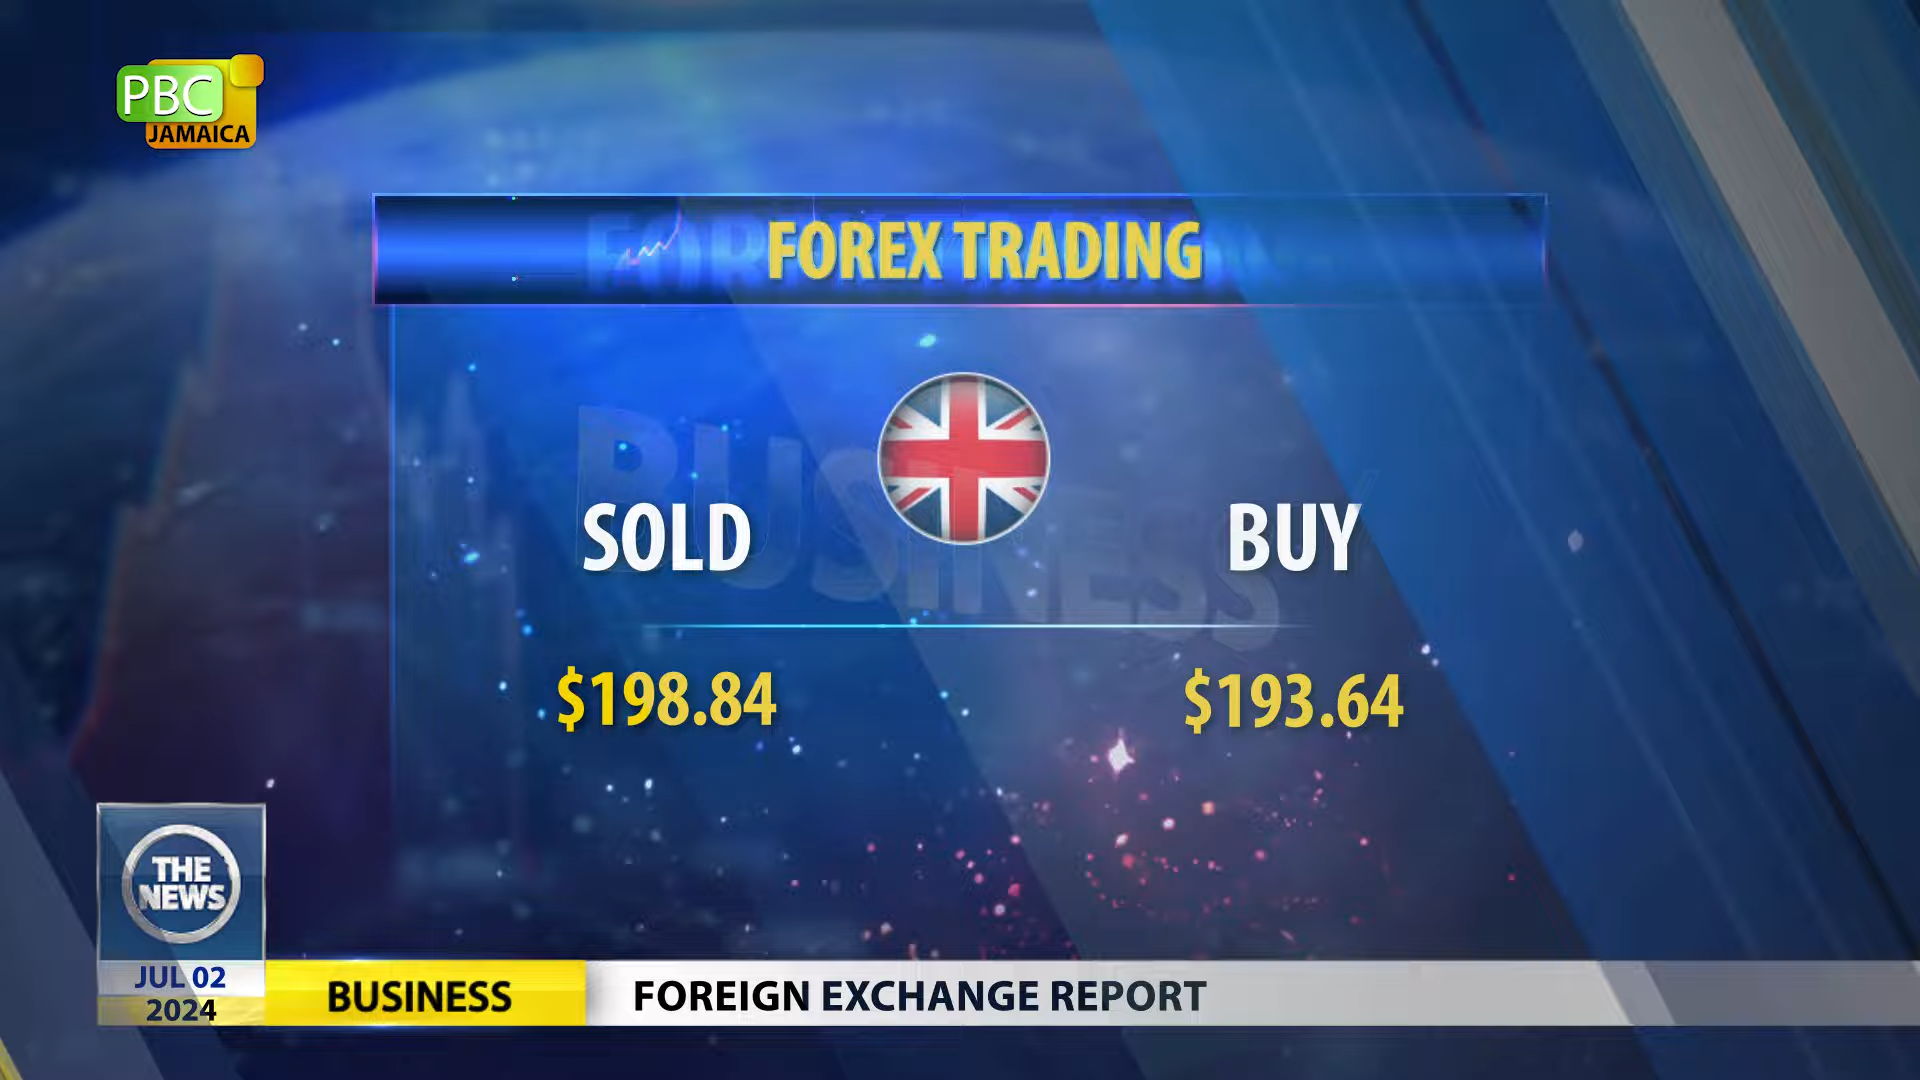 PBC
JAMAICA
FOREX TRADING
BUSINESS
SOLD
BUY
$198.84
$193.64
THE
NEWS
JUL 02
2024
BUSINESS
FOREIGN EXCHANGE REPORT